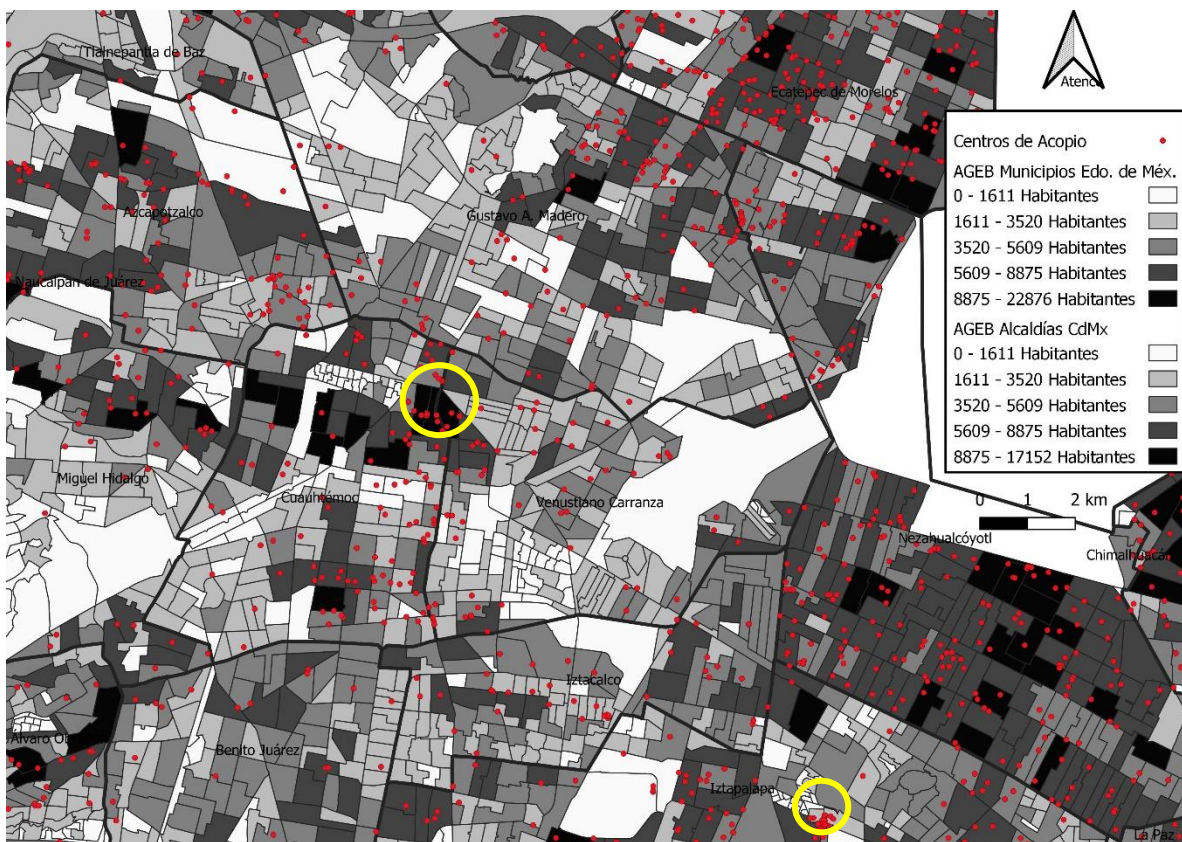 Tlalnepantla de Baz
Atenco
Ecatepec de Morelos
Centros de Acopio
AGEB Municipios Edo. de Méx.
0 - 1611 Habitantes
1611 - 3520 Habitantes
3520 - 5609 Habitantes
5609 - 8875 Habitantes
8875 - 22876 Habitantes
AGEB Alcaldías CdMx
0 - 1611 Habitantes
1611 - 3520 Habitantes
3520 - 5609 Habitantes
5609 - 8875 Habitantes
8875 - 17152 Habitantes
Azcapotzalco
Gustavo A. Madero
Naucalpan de Juárez
Miguel Hidalgo
Cuauhtémoc
Venustiano Carranza
0 1 2 km
Nezahualcóyotl
Chimalhuacán
Iztacalco
Álvaro Ob
Benito Juárez
Iztapalapa
La Paz